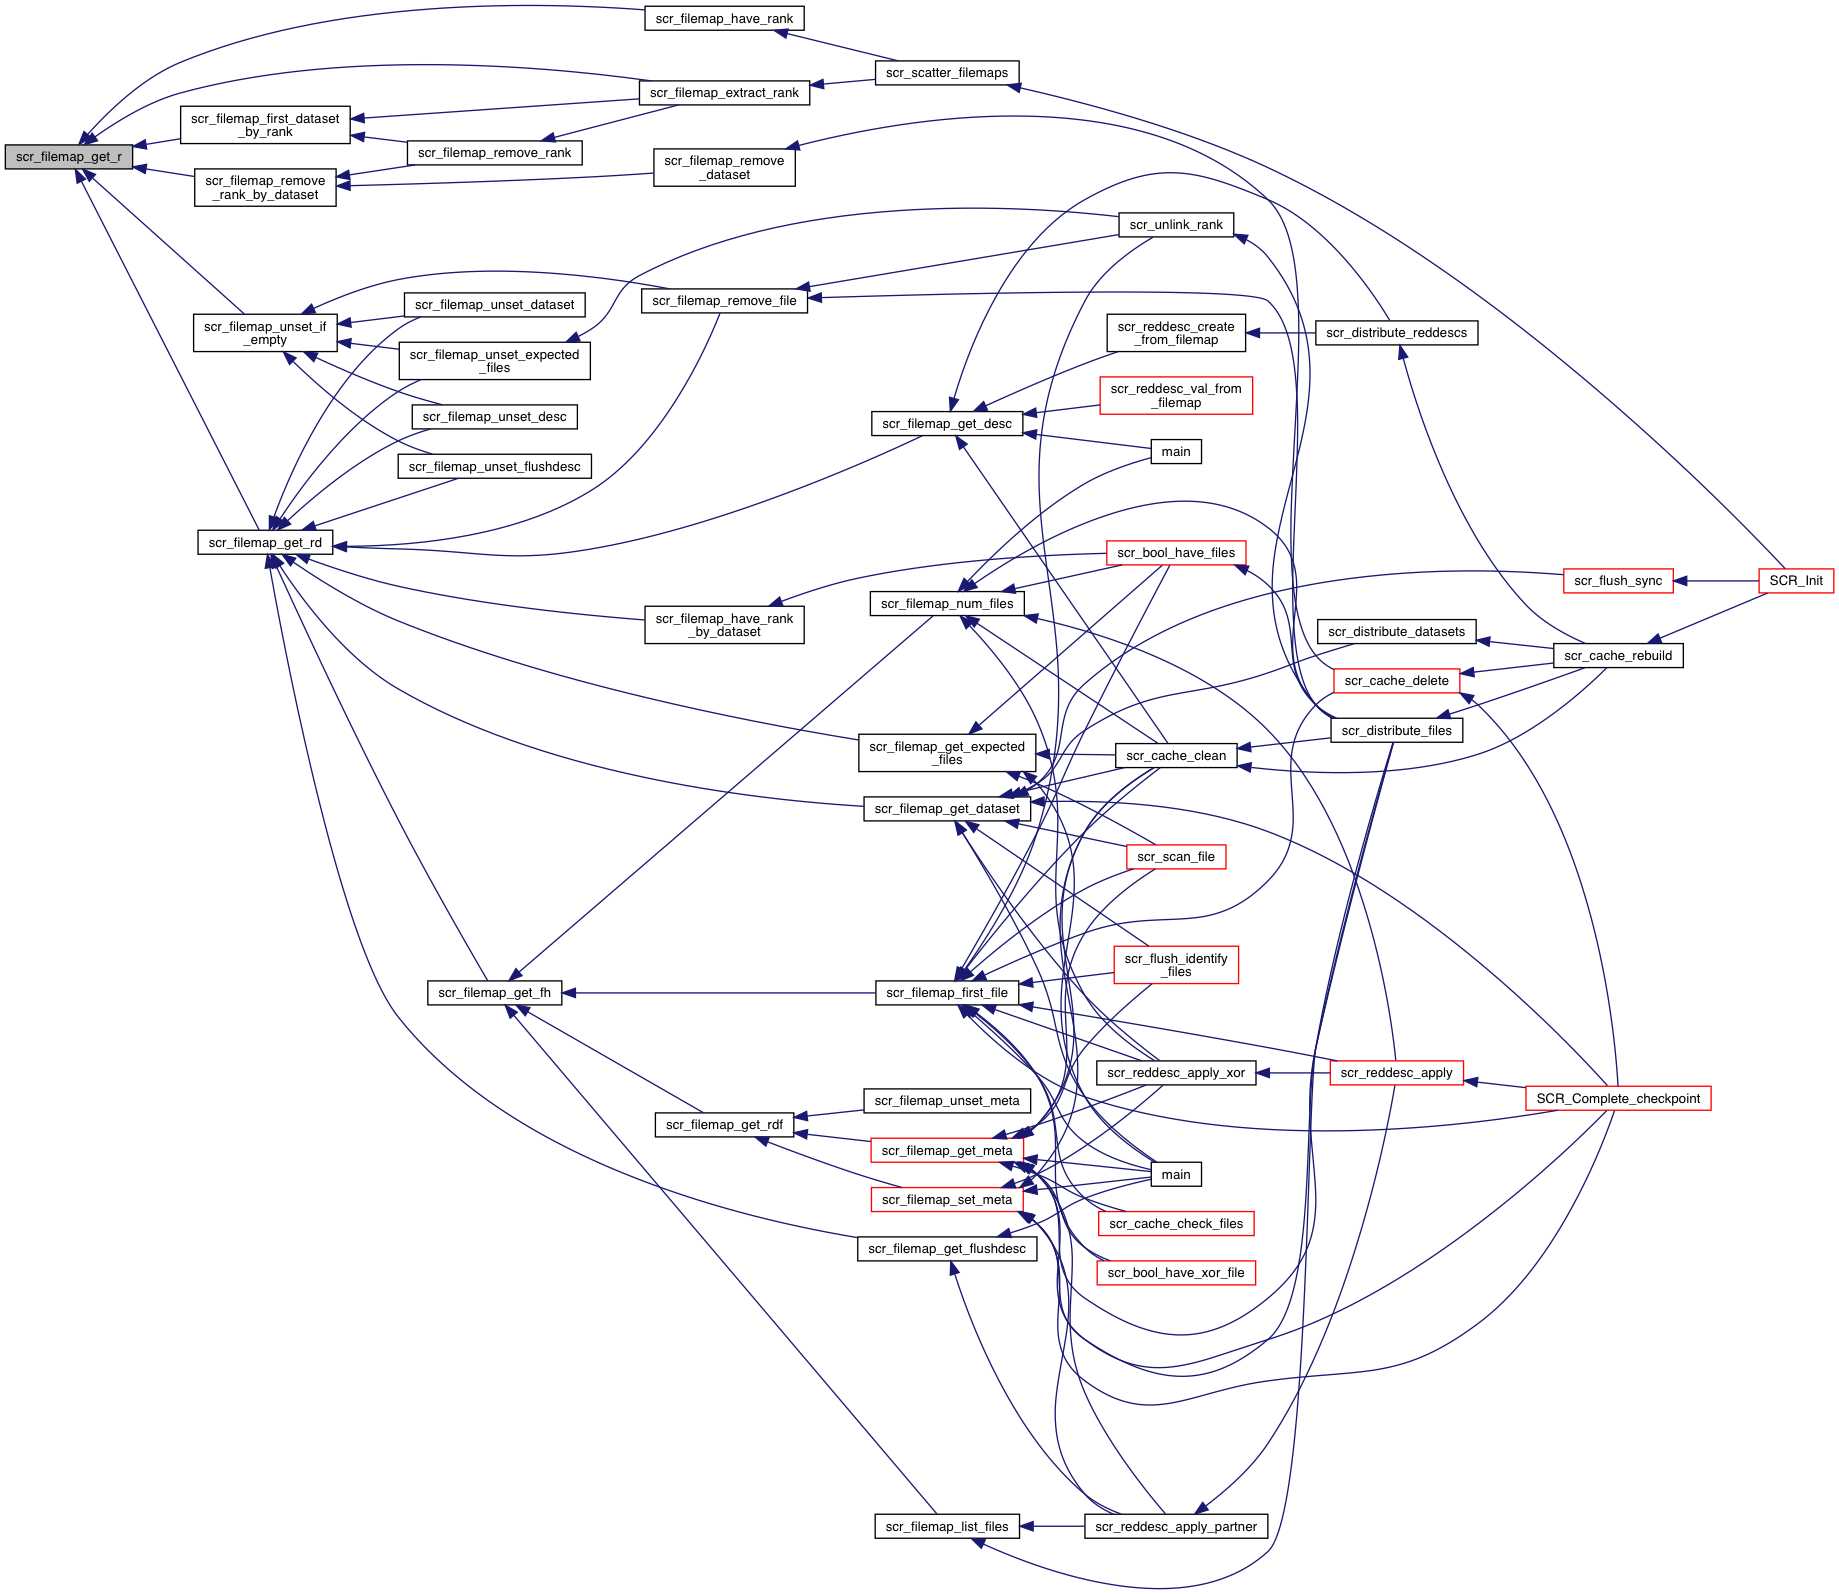 scr_filemap_have_rank
scr_scatter_filemaps
scr_filemap_extract_rank
scr_filemap_first_dataset
_by_rank
scr_filemap_get_r
scr_filemap_remove_rank
scr_filemap_remove
_dataset
scr_filemap_remove
_rank_by_dataset
scr_unlink_rank
scr_filemap_unset_dataset
scr_filemap_remove_file
scr_filemap_unset_if
_empty
scr_reddesc_create
_from_filemap
scr_distribute_reddescs
scr_filemap_unset_expected
_files
scr_reddesc_val_from
_filemap
scr_filemap_unset_desc
scr_filemap_get_desc
main
scr_filemap_unset_flushdesc
scr_filemap_get_rd
scr_bool_have_files
scr_flush_sync
SCR_Init
scr_filemap_num_files
scr_filemap_have_rank
_by_dataset
scr_distribute_datasets
scr_cache_rebuild
scr_cache_delete
scr_distribute_files
scr_filemap_get_expected
_files
scr_cache_clean
scr_filemap_get_dataset
scr_scan_file
scr_flush_identify
_files
scr_filemap_get_fh
scr_filemap_first_file
scr_reddesc_apply_xor
scr_reddesc_apply
SCR_Complete_checkpoint
scr_filemap_unset_meta
scr_filemap_get_rdf
scr_filemap_get_meta
main
scr_filemap_set_meta
scr_cache_check_files
scr_filemap_get_flushdesc
scr_bool_have_xor_file
scr_filemap_list_files
scr_reddesc_apply_partner